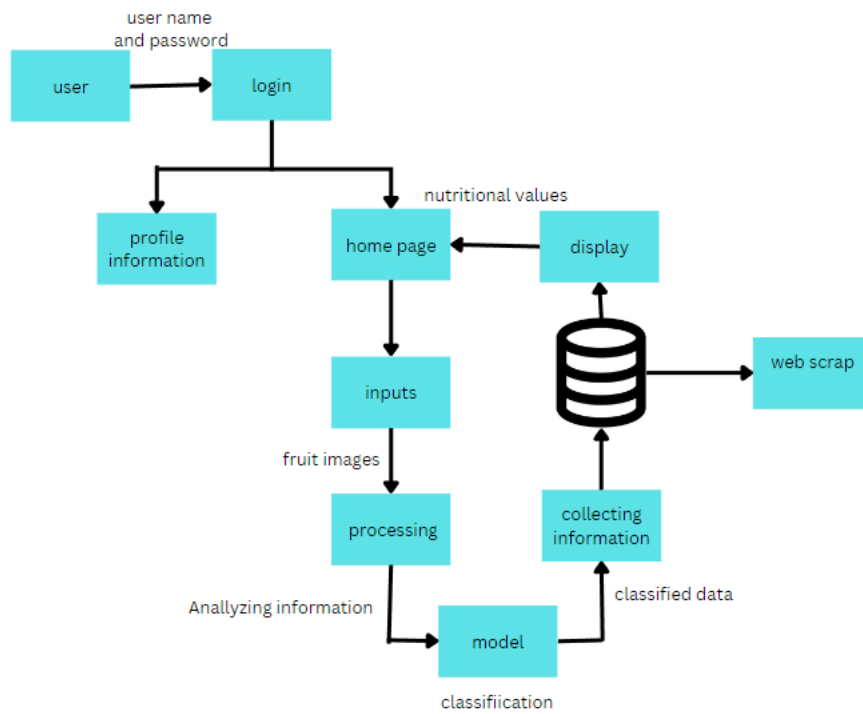 user name
and password
user
login
nutritional values
profile
information
home page
display
web scrap
inputs
fruit images
processing
collecting
information
Anallyzing information
classified data
model
classifiication